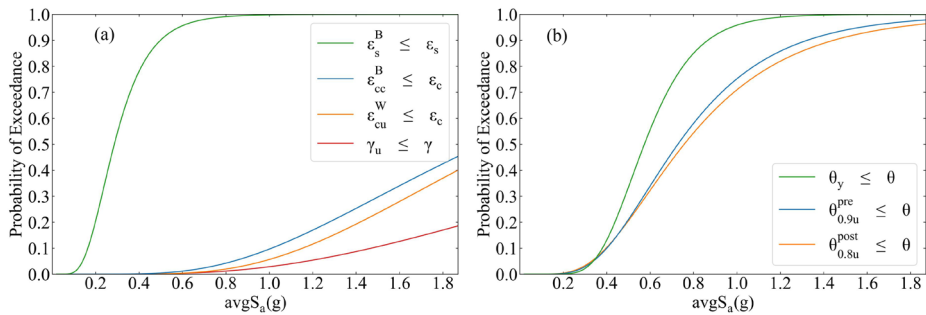 (a)
Probability of Exceedance
1.0
0.9
0.8
0.7
0.6
0.5
0.4
0.3
0.2
0.1
0.0
ε_s^B ≤ ε_s
ε_cc^B ≤ ε_c
ε_cu^W ≤ ε_c
γ_u ≤ γ
0.2 0.4 0.6 0.8 1.0 1.2 1.4 1.6 1.8
avgS_a(g)
(b)
Probability of Exceedance
1.0
0.9
0.8
0.7
0.6
0.5
0.4
0.3
0.2
0.1
0.0
θ_y ≤ θ
θ_0.9u^pre ≤ θ
θ_0.8u^post ≤ θ
0.2 0.4 0.6 0.8 1.0 1.2 1.4 1.6 1.8
avgS_a(g)